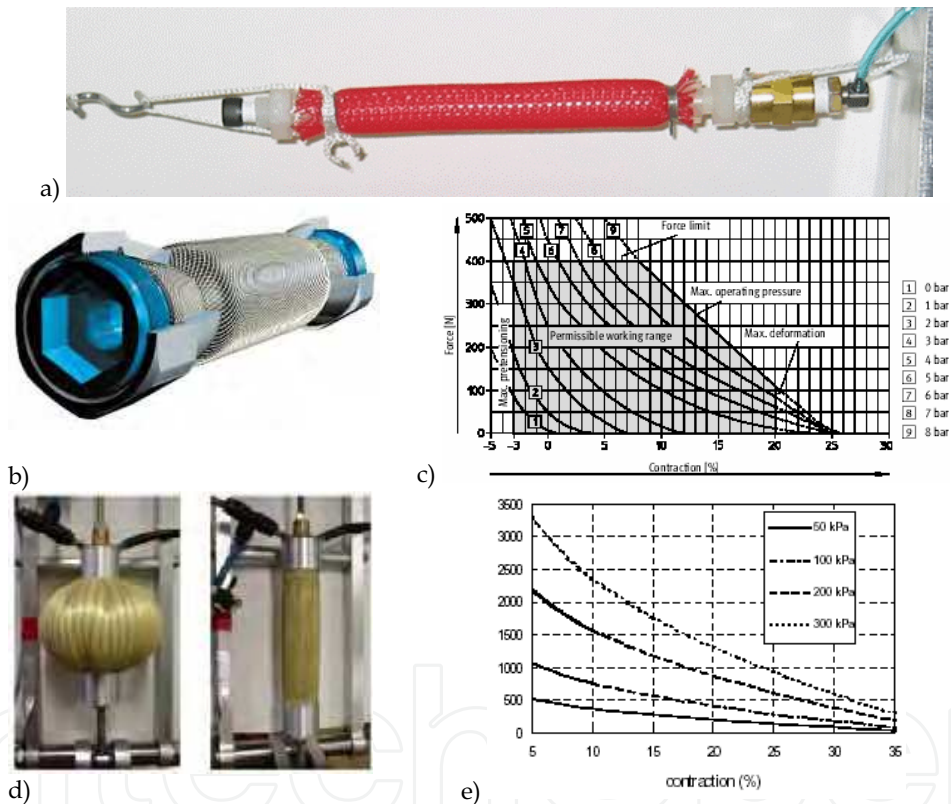 a)
b)
500
400
300
200
100
0
Force [N]
Max. pretensioning
5
7
9
4
6
8
3
2
1
Force limit
Max. operating pressure
Permissible working range
Max. deformation
-5 -3 0 5 10 15 20 25 30
Contraction [%]
1 0 bar
2 1 bar
3 2 bar
4 3 bar
5 4 bar
6 5 bar
7 6 bar
8 7 bar
9 8 bar
c)
d)
3500
3000
2500
2000
1500
1000
500
0
50 kPa
100 kPa
200 kPa
300 kPa
5 10 15 20 25 30 35
contraction (%)
e)